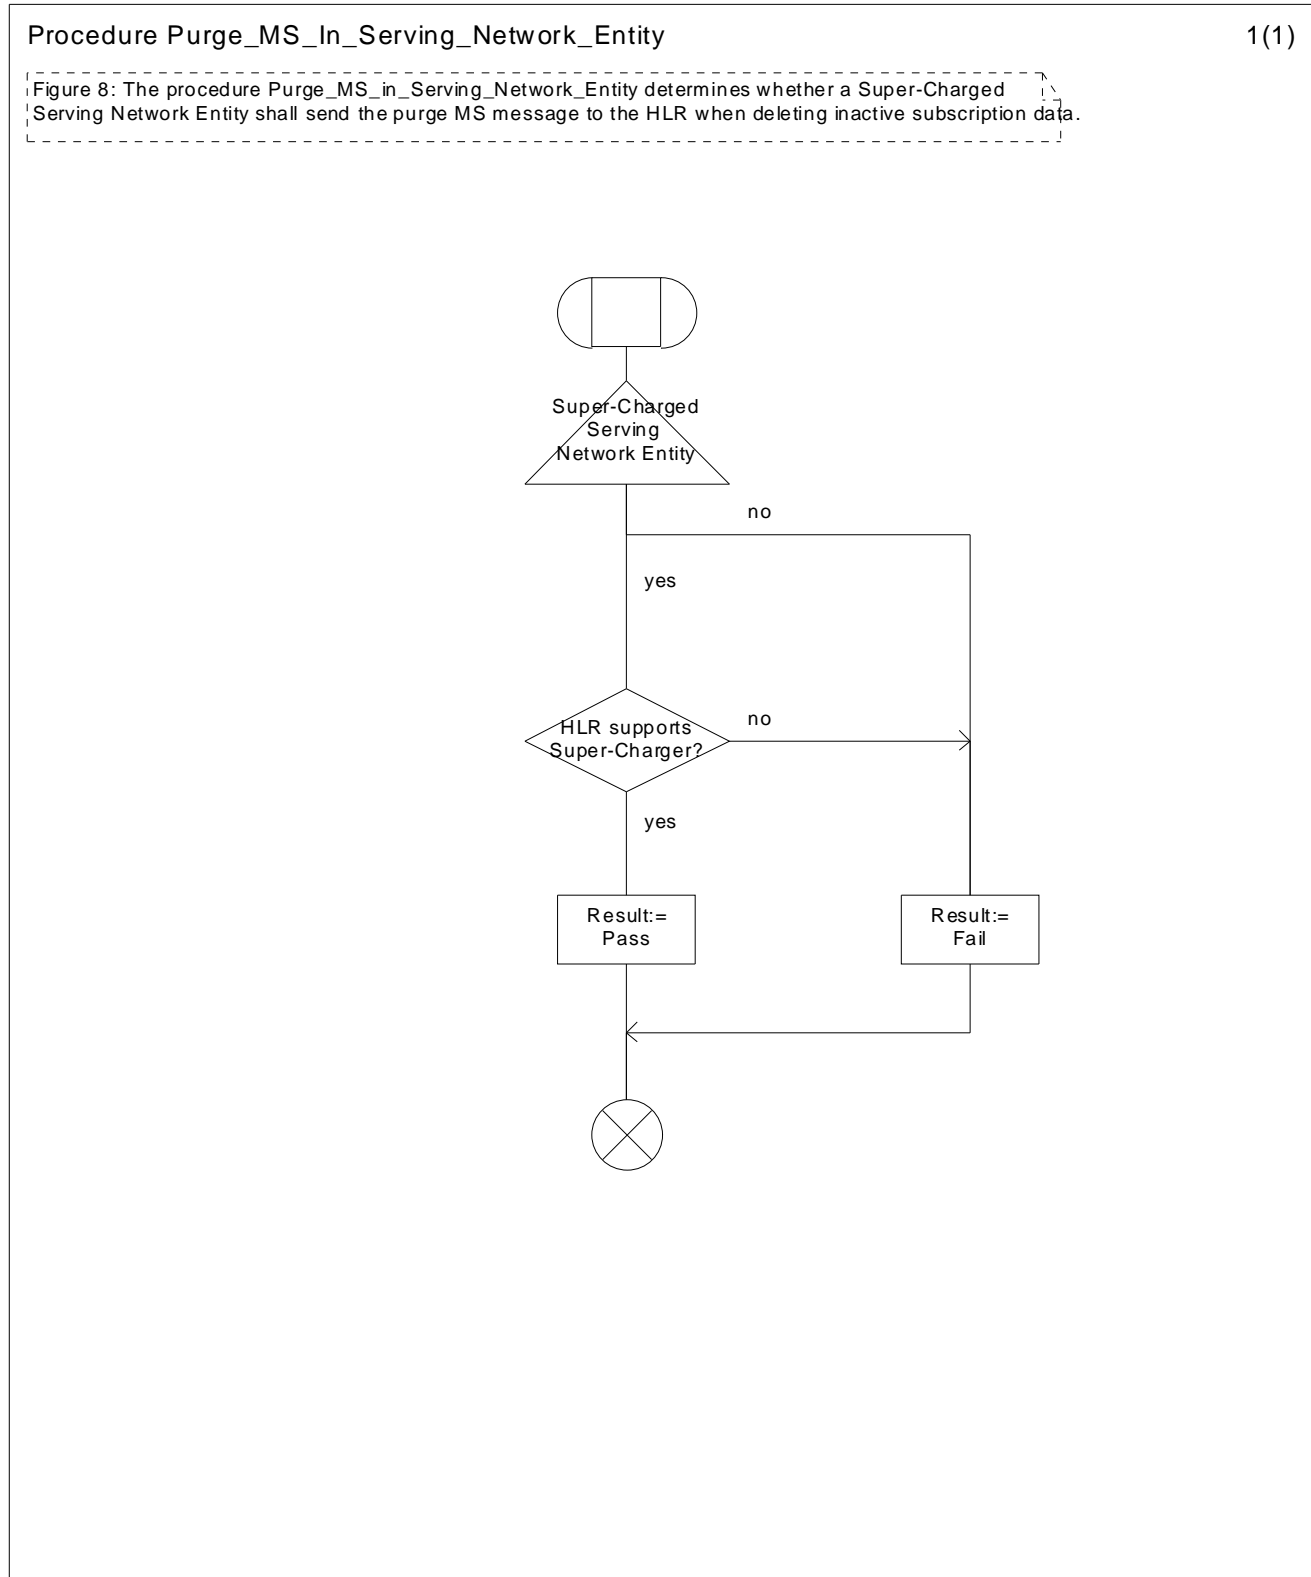 Procedure Purge_MS_In_Serving_Network_Entity
1(1)
Figure 8: The procedure Purge_MS_in_Serving_Network_Entity determines whether a Super-Charged
Serving Network Entity shall send the purge MS message to the HLR when deleting inactive subscription data.
Super-Charged
Serving
Network Entity
no
yes
HLR supports
Super-Charger?
no
yes
Result:=
Pass
Result:=
Fail